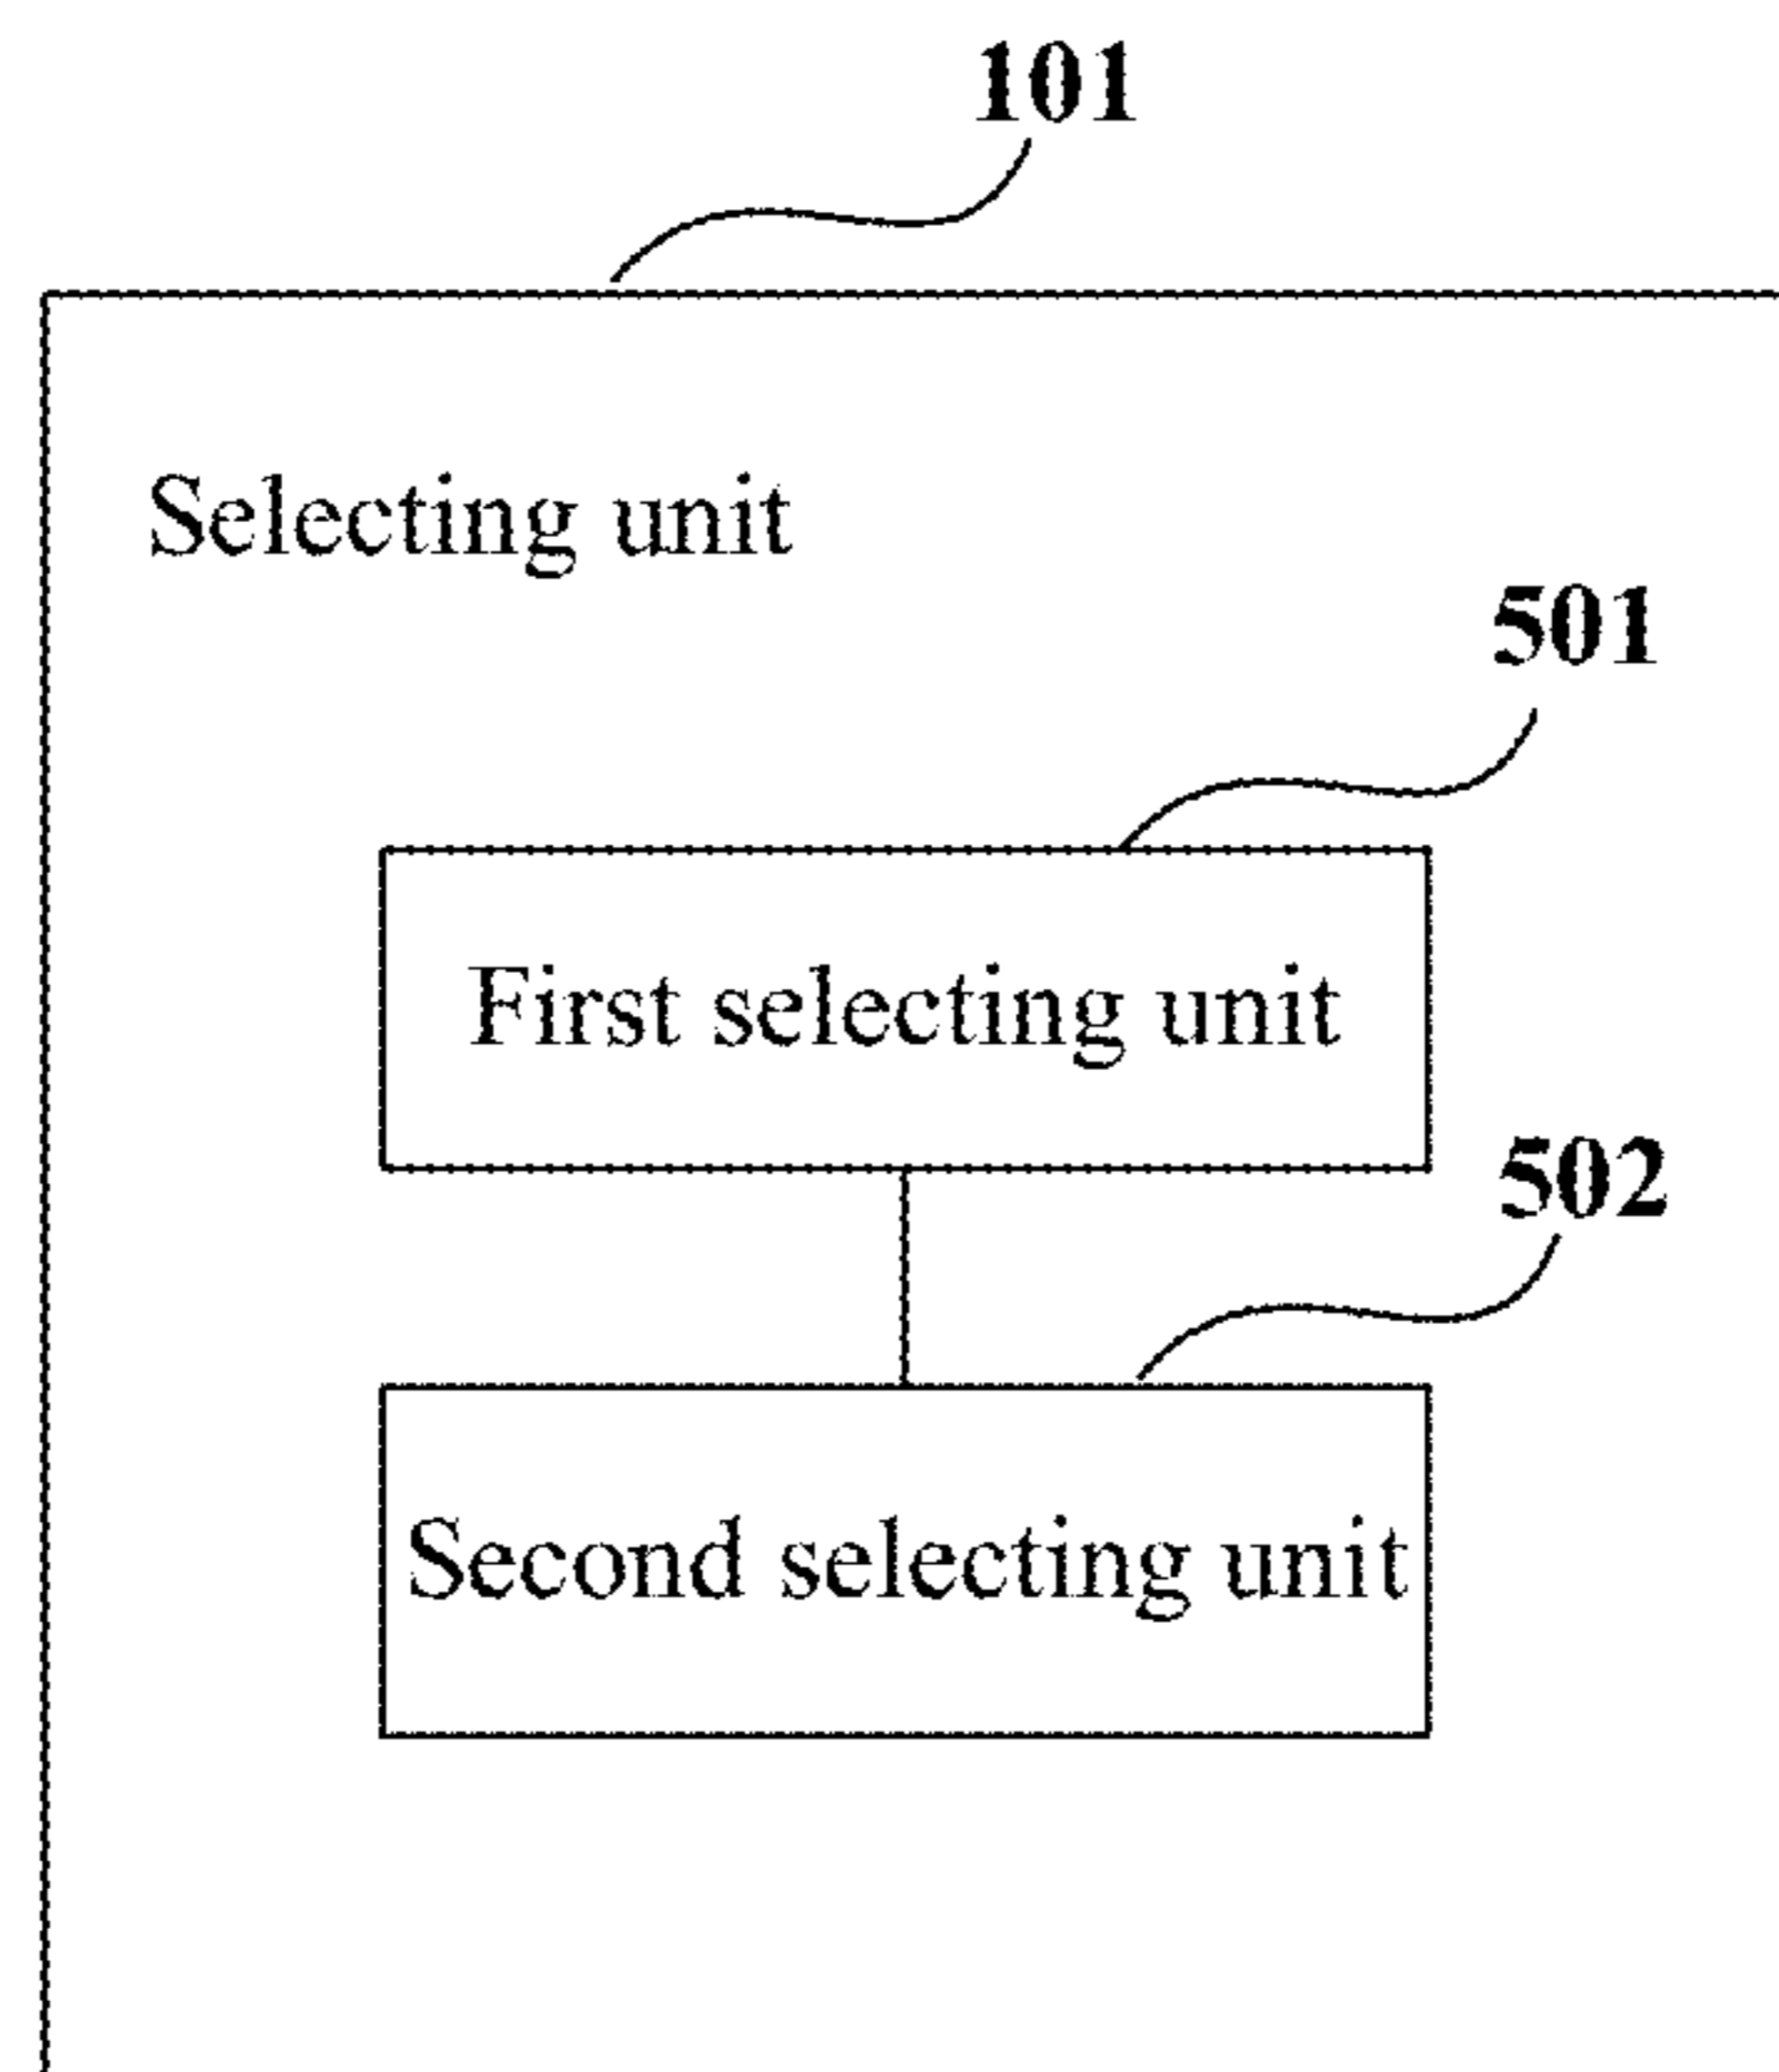 101
Selecting unit
501
First selecting unit
502
Second selecting unit